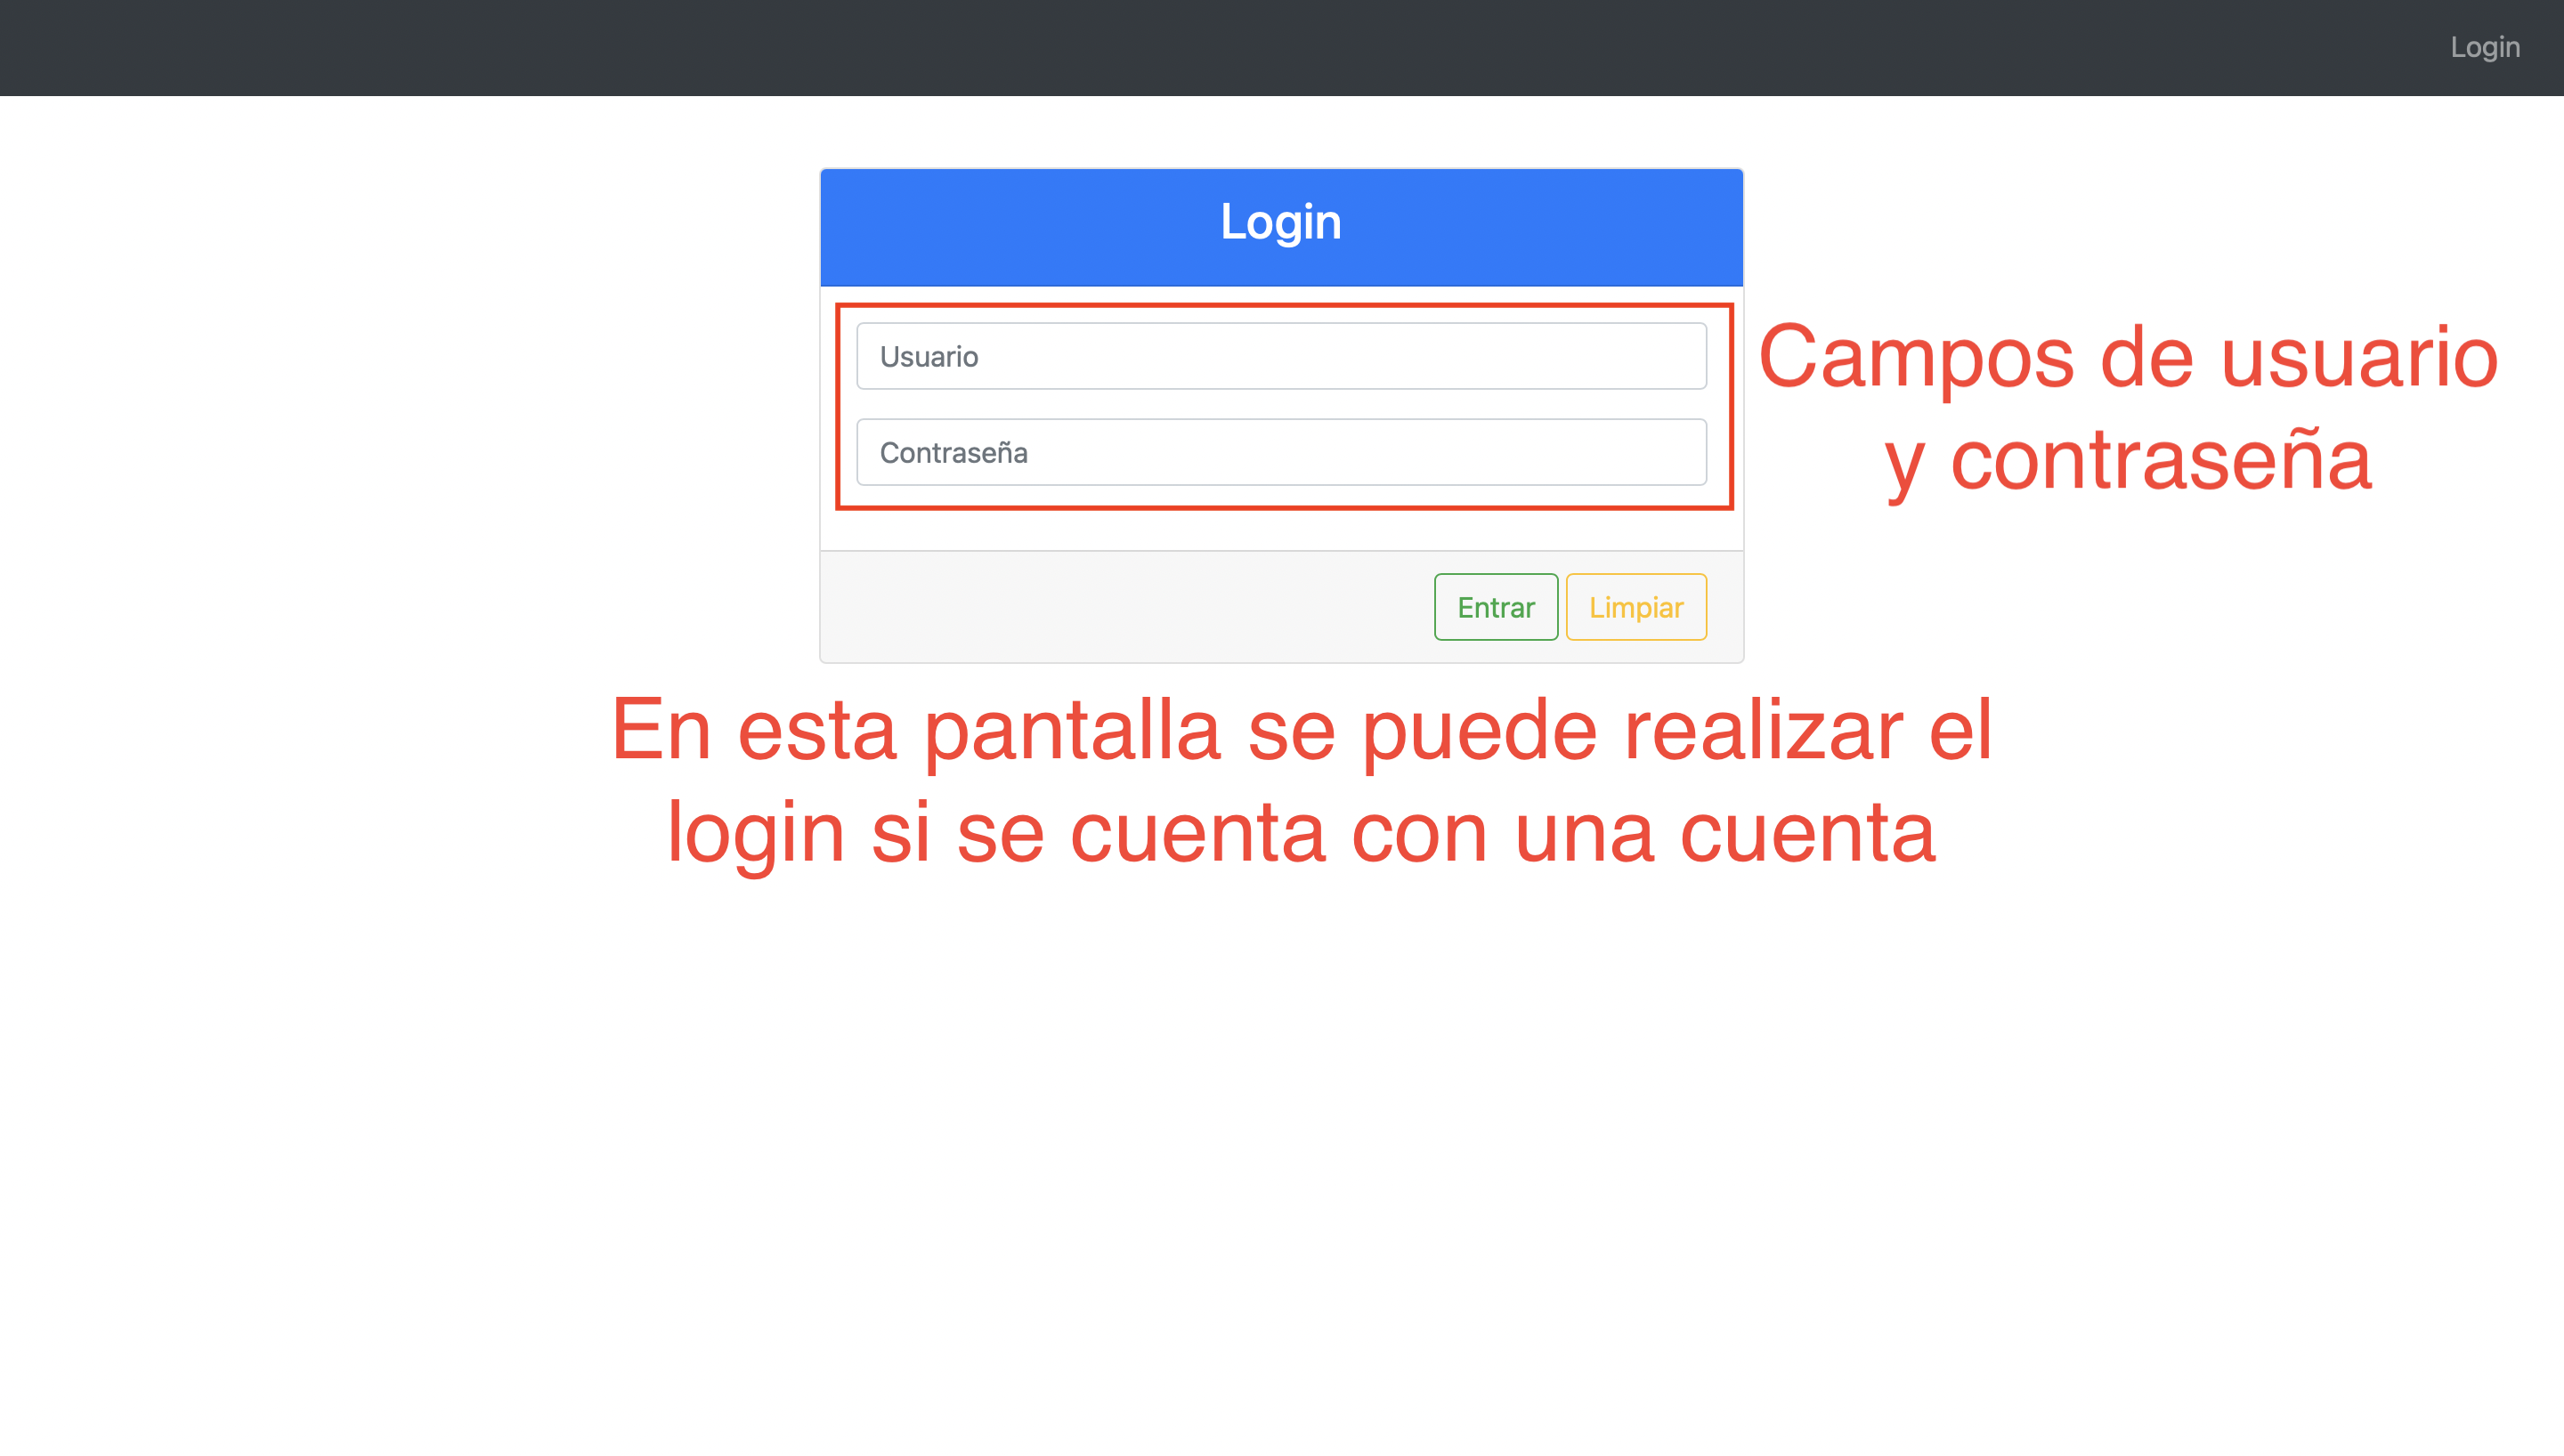 Login
Login
Usuario
Contraseña
Campos de usuario
y contraseña
Entrar Limpiar
En esta pantalla se puede realizar el
login si se cuenta con una cuenta